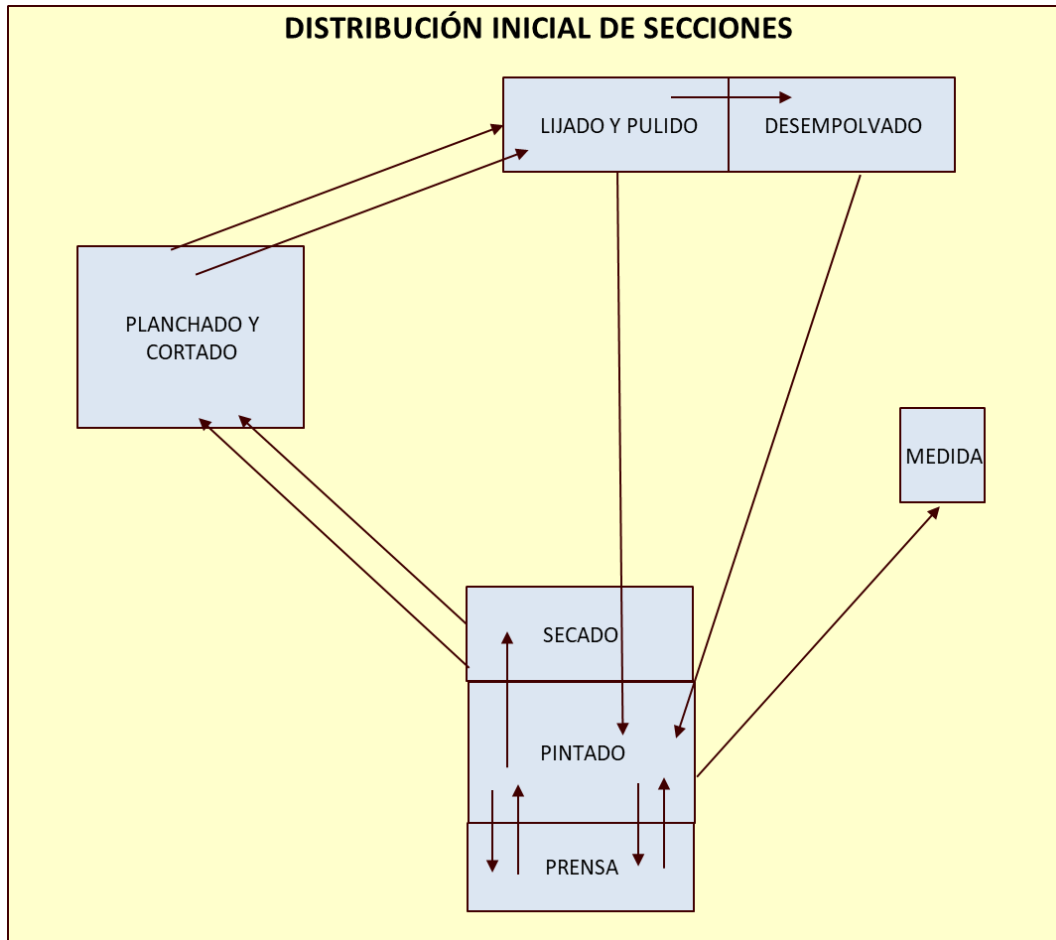 DISTRIBUCIÓN INICIAL DE SECCIONES
LIJADO Y PULIDO
DESEMPOLVADO
PLANCHADO Y
CORTADO
MEDIDA
SECADO
PINTADO
PRENSA